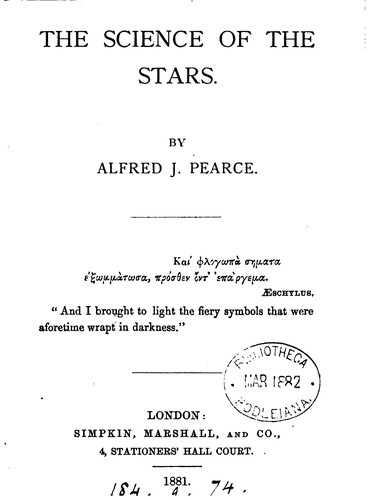 THE SCIENCE OF THE
STARS.
BY
ALFRED J. PEARCE.
Καὶ φλογωπὰ σήματα
ἐξωμμάτωσα, πρόσθεν ὄντ' ἐπάργεμα.
ÆSCHYLUS,
"And I brought to light the fiery symbols that were
aforetime wrapt in darkness."
BIBLIOTHECA
MAR 1882
BODLEIANA.
LONDON:
SIMPKIN, MARSHALL, AND CO.,
4, STATIONERS' HALL COURT.
1881.
184. g. 74.